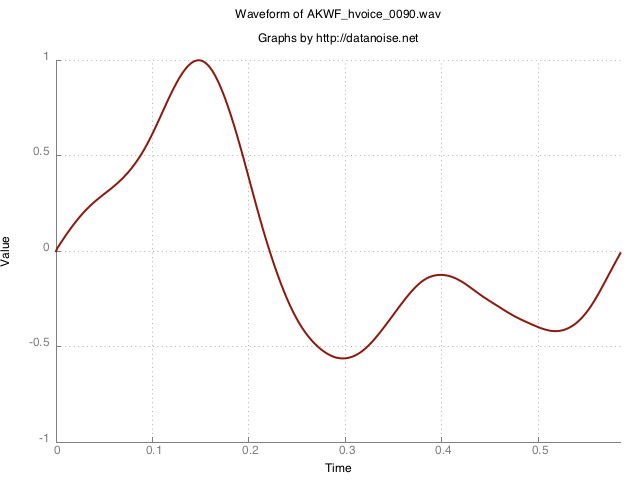 Waveform of AKWF_hvoice_0090.wav
Graphs by http://datanoise.net
1
0.5
0
-0.5
-1
Value
0 0.1 0.2 0.3 0.4 0.5
Time